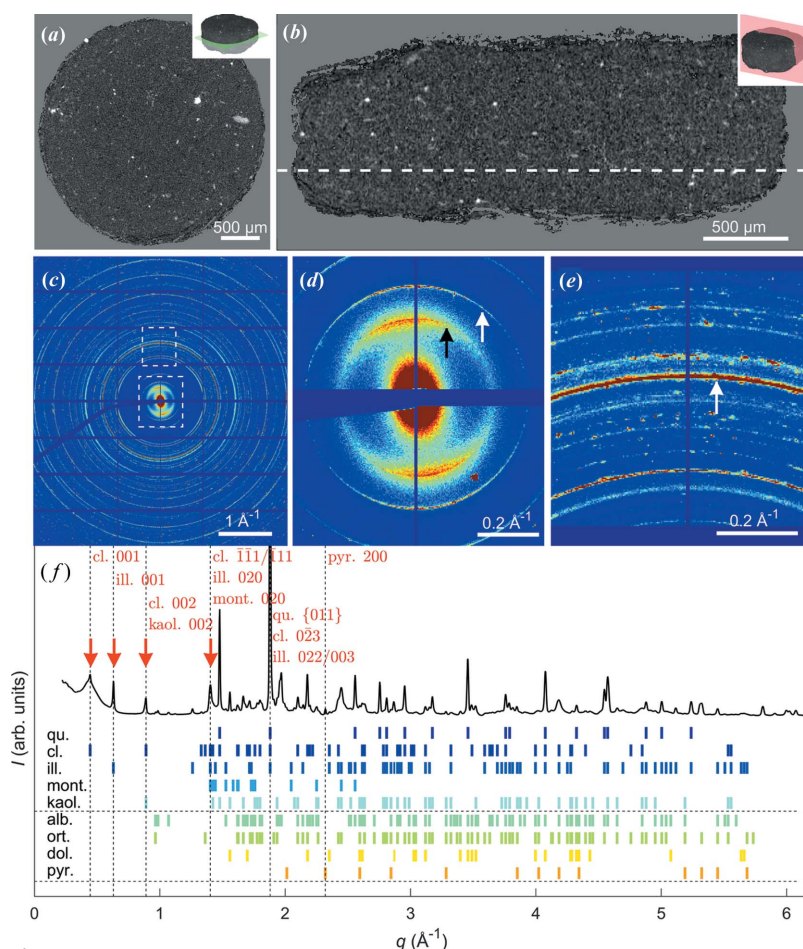 (a)
(b)
500 μm
500 μm
(c)
(d)
(e)
1 Å⁻¹
0.2 Å⁻¹
0.2 Å⁻¹
(f)
cl. 001
ill. 001
cl. 002
kaol. 002
cl. 1̅1̅1/1̅11
ill. 020
mont. 020
qu. {011}
cl. 02̅3
ill. 022/003
pyr. 200
I (arb. units)
qu.
cl.
ill.
mont.
kaol.
alb.
ort.
dol.
pyr.
0 1 2 3 4 5 6
q (Å⁻¹)